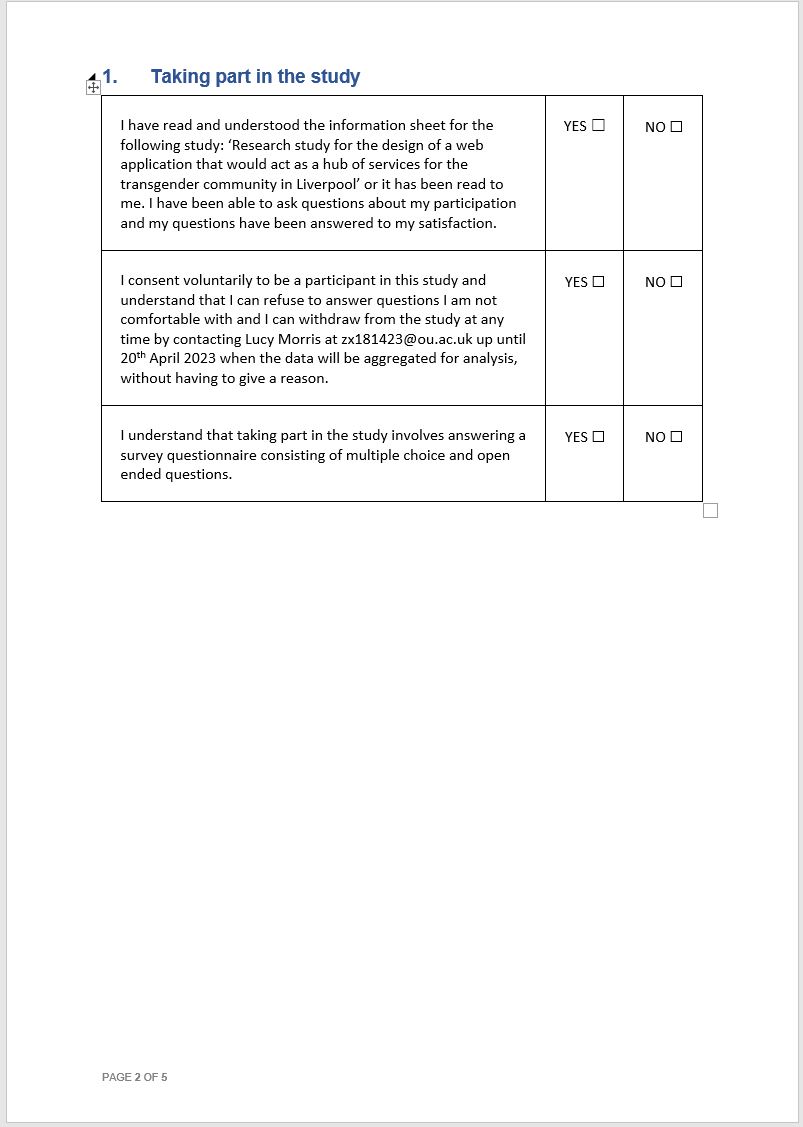 1. Taking part in the study
I have read and understood the information sheet for the
following study: ‘Research study for the design of a web
application that would act as a hub of services for the
transgender community in Liverpool’ or it has been read to
me. I have been able to ask questions about my participation
and my questions have been answered to my satisfaction.
YES ☐
NO ☐
I consent voluntarily to be a participant in this study and
understand that I can refuse to answer questions I am not
comfortable with and I can withdraw from the study at any
time by contacting Lucy Morris at zx181423@ou.ac.uk up until
20th April 2023 when the data will be aggregated for analysis,
without having to give a reason.
YES ☐
NO ☐
I understand that taking part in the study involves answering a
survey questionnaire consisting of multiple choice and open
ended questions.
YES ☐
NO ☐
PAGE 2 OF 5